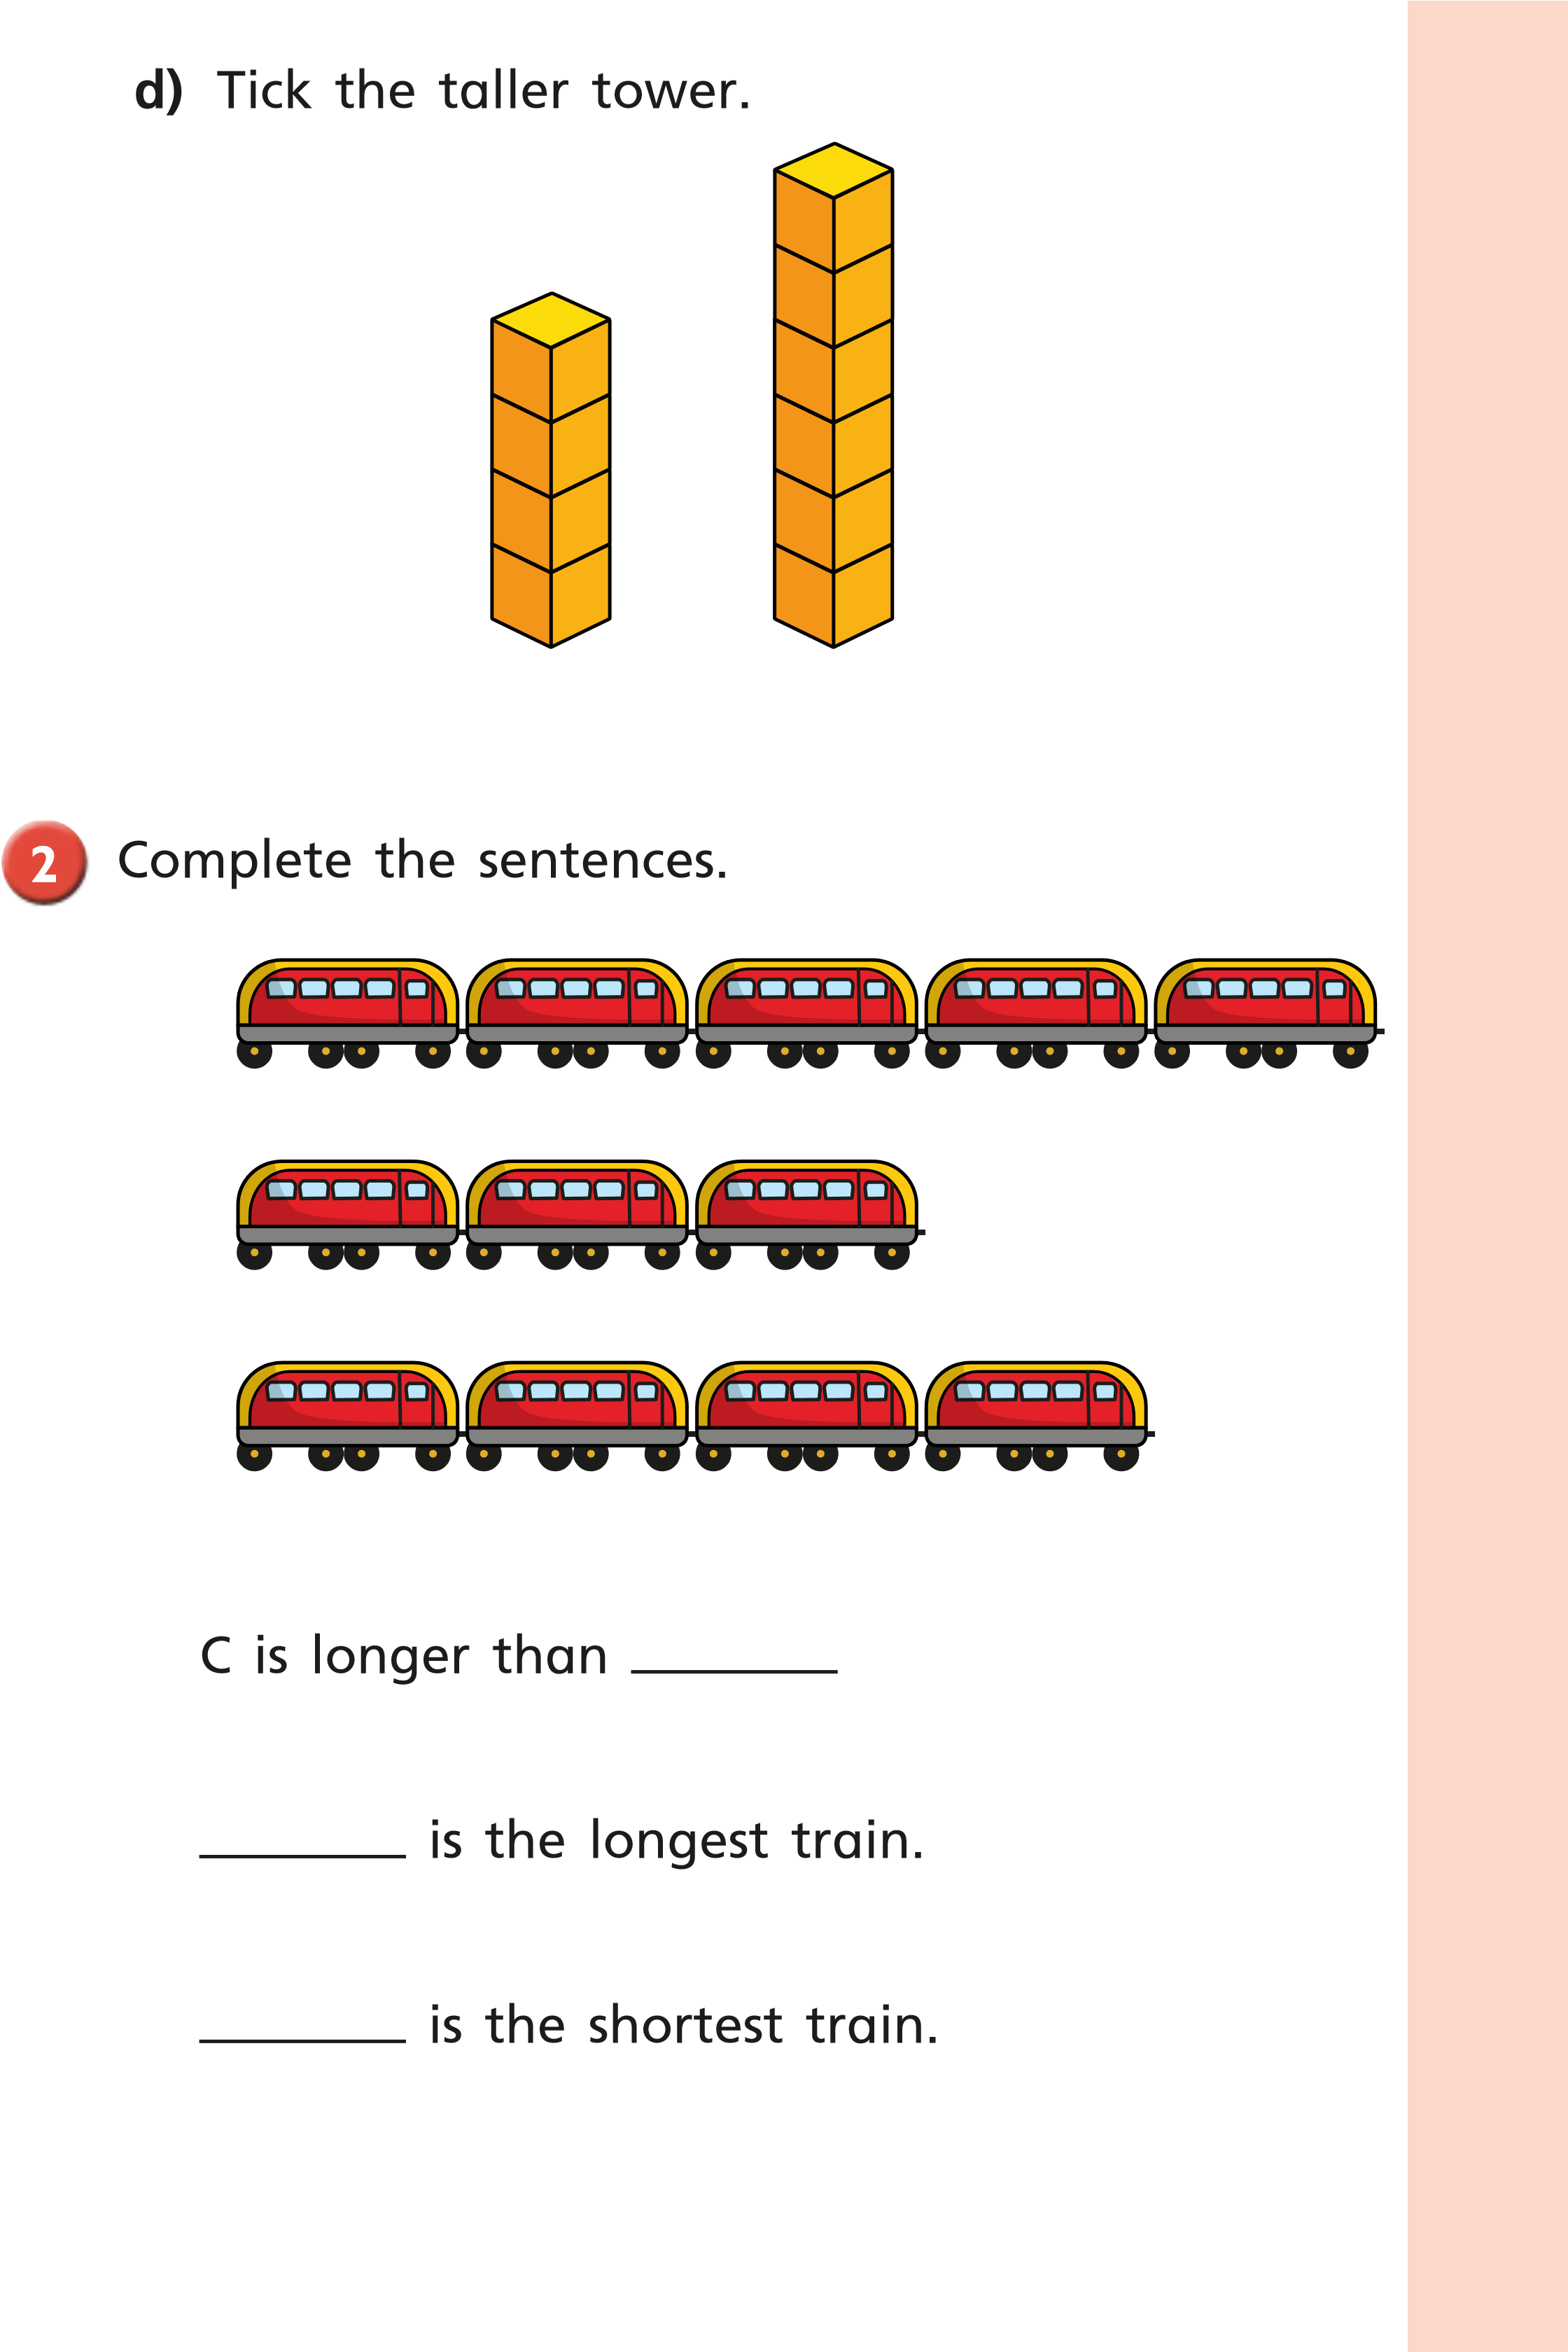 d) Tick the taller tower.
2 Complete the sentences.
C is longer than
is the longest train.
is the shortest train.